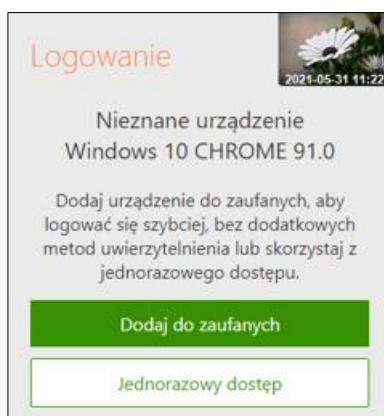 Logowanie
2021-05-31 11:22
Nieznane urządzenie
Windows 10 CHROME 91.0
Dodaj urządzenie do zaufanych, aby
logować się szybciej, bez dodatkowych
metod uwierzytelnienia lub skorzystaj z
jednorazowego dostępu.
Dodaj do zaufanych
Jednorazowy dostęp